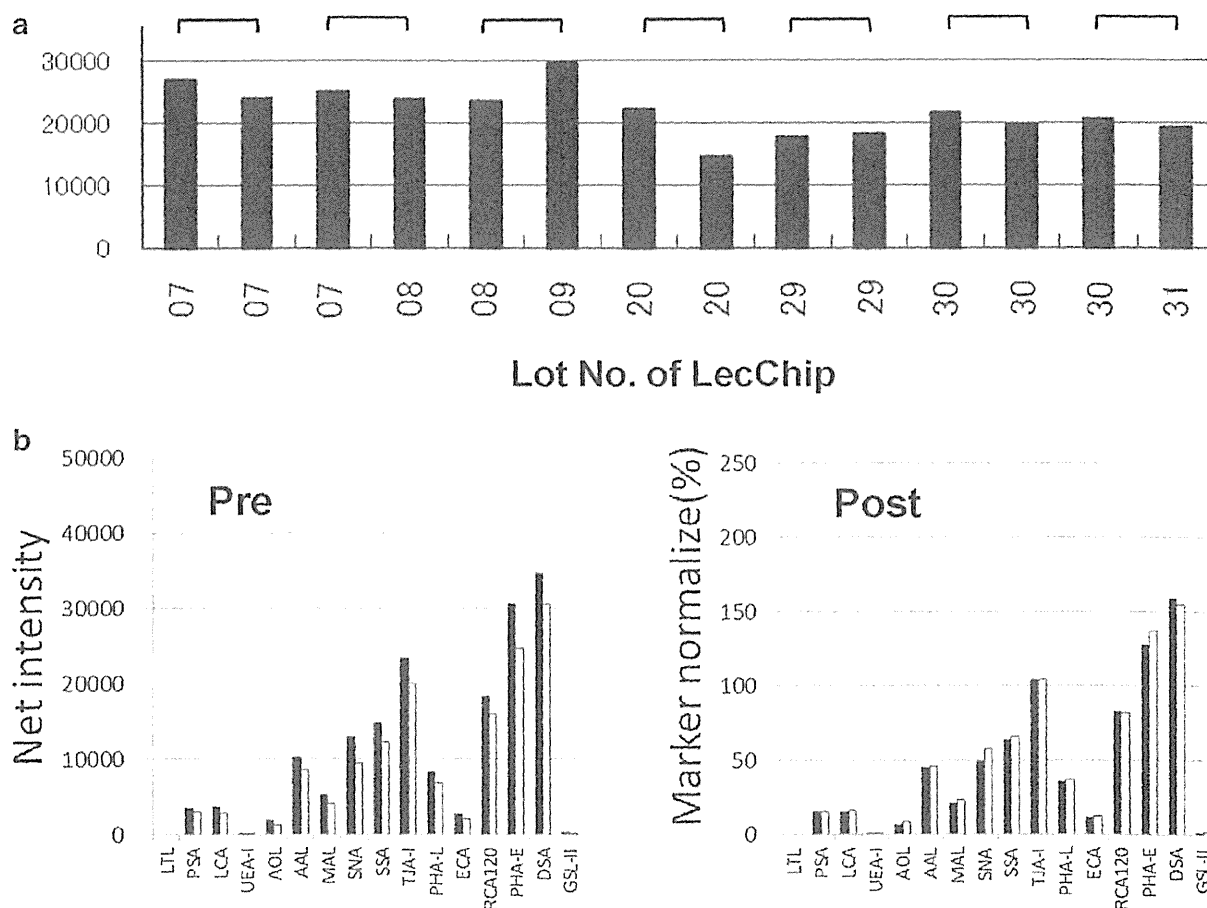 a
30000
20000
10000
0
07 07 07 08 08 09 20 20 29 29 30 30 30 31
Lot No. of LecChip
b
Net intensity
50000
40000
30000
20000
10000
0
Pre
LTL PSA LCA UEA-I AOL AAL MAL SNA SSA TJA-I PHA-L ECA RCA120 PHA-E DSA GSL-II
Marker normalize(%)
250
200
150
100
50
0
Post
LTL PSA LCA UEA-I AOL AAL MAL SNA SSA TJA-I PHA-L ECA RCA120 PHA-E DSA GSL-II